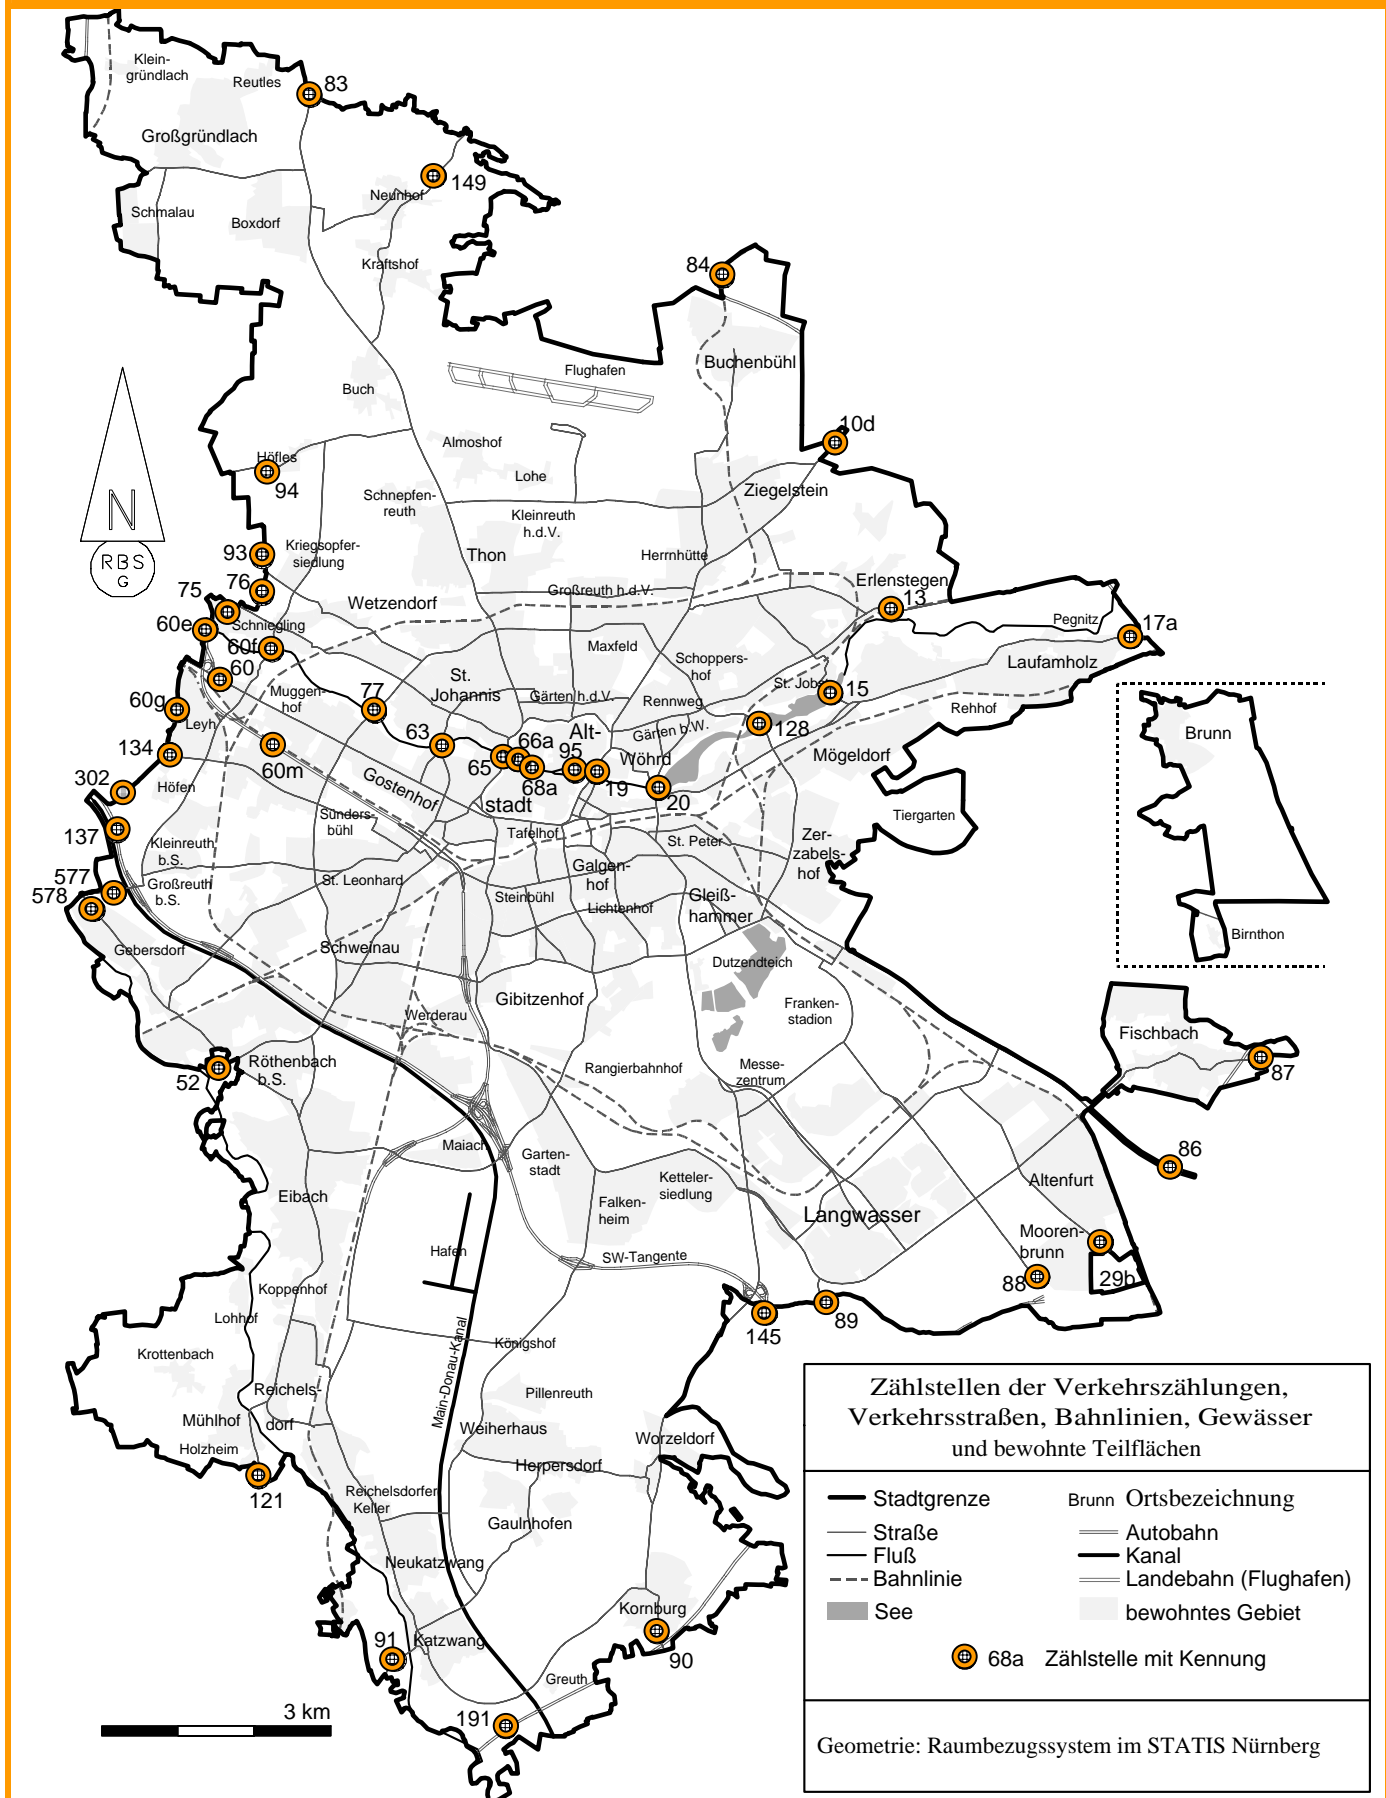 Klein-
gründlach
Reutles
83
Großgründlach
149
Neunhof
Schmalau
Boxdorf
Kraftshof
84
Buchenbühl
Flughafen
Buch
10d
Almoshof
Höfles
Lohe
94
Ziegelstein
Schnepfen-
reuth
N
Kleinreuth
h.d.V.
RBS
G
93
Kriegsopfer-
siedlung
Thon
Herrnhütte
76
Erlenstegen
75
Großreuth h.d.V.
13
Wetzendorf
Schniegling
Pegnitz
60e
17a
60f
Maxfeld
Schoppers-
hof
Laufamholz
60
St.
Johannis
Muggen-
hof
Gärten h.d.V.
St. Jobst
15
77
Rennweg
Rehhof
60g
Leyh
Alt-
Gärten b.W.
128
Brunn
63
66a
134
60m
65
95
Wöhrd
Mögeldorf
Gostenhof
68a
19
302
Höfen
20
stadt
Tiergarten
Sünders-
bühl
137
Tafelhof
St. Peter
Zer-
zabels-
hof
Kleinreuth
b.S.
Galgen-
hof
577
Großreuth
b.S.
St. Leonhard
Gleiß-
hammer
578
Steinbühl
Lichtenhof
Birnthon
Gebersdorf
Schweinau
Dutzendteich
Gibitzenhof
Franken-
stadion
Werderau
Fischbach
Röthenbach
b.S.
Rangierbahnhof
Messe-
zentrum
87
52
Maiach
Garten-
stadt
86
Ketteler-
siedlung
Altenfurt
Eibach
Falken-
heim
Langwasser
Mooren-
brunn
Hafen
SW-Tangente
29b
88
Koppenhof
89
Lohhof
145
Main-Donau-Kanal
Königshof
Krottenbach
Reichels-
dorf
Pillenreuth
Mühlhof
Weiherhaus
Worzeldorf
Holzheim
Herpersdorf
121
Reichelsdorfer
Keller
Gaulnhofen
Neukatzwang
Kornburg
91
Katzwang
90
Greuth
3 km
191
Zählstellen der Verkehrszählungen,
Verkehrsstraßen, Bahnlinien, Gewässer
und bewohnte Teilflächen
Stadtgrenze
Brunn Ortsbezeichnung
Straße
Autobahn
Fluß
Kanal
Bahnlinie
Landebahn (Flughafen)
See
bewohntes Gebiet
68a Zählstelle mit Kennung
Geometrie: Raumbezugssystem im STATIS Nürnberg